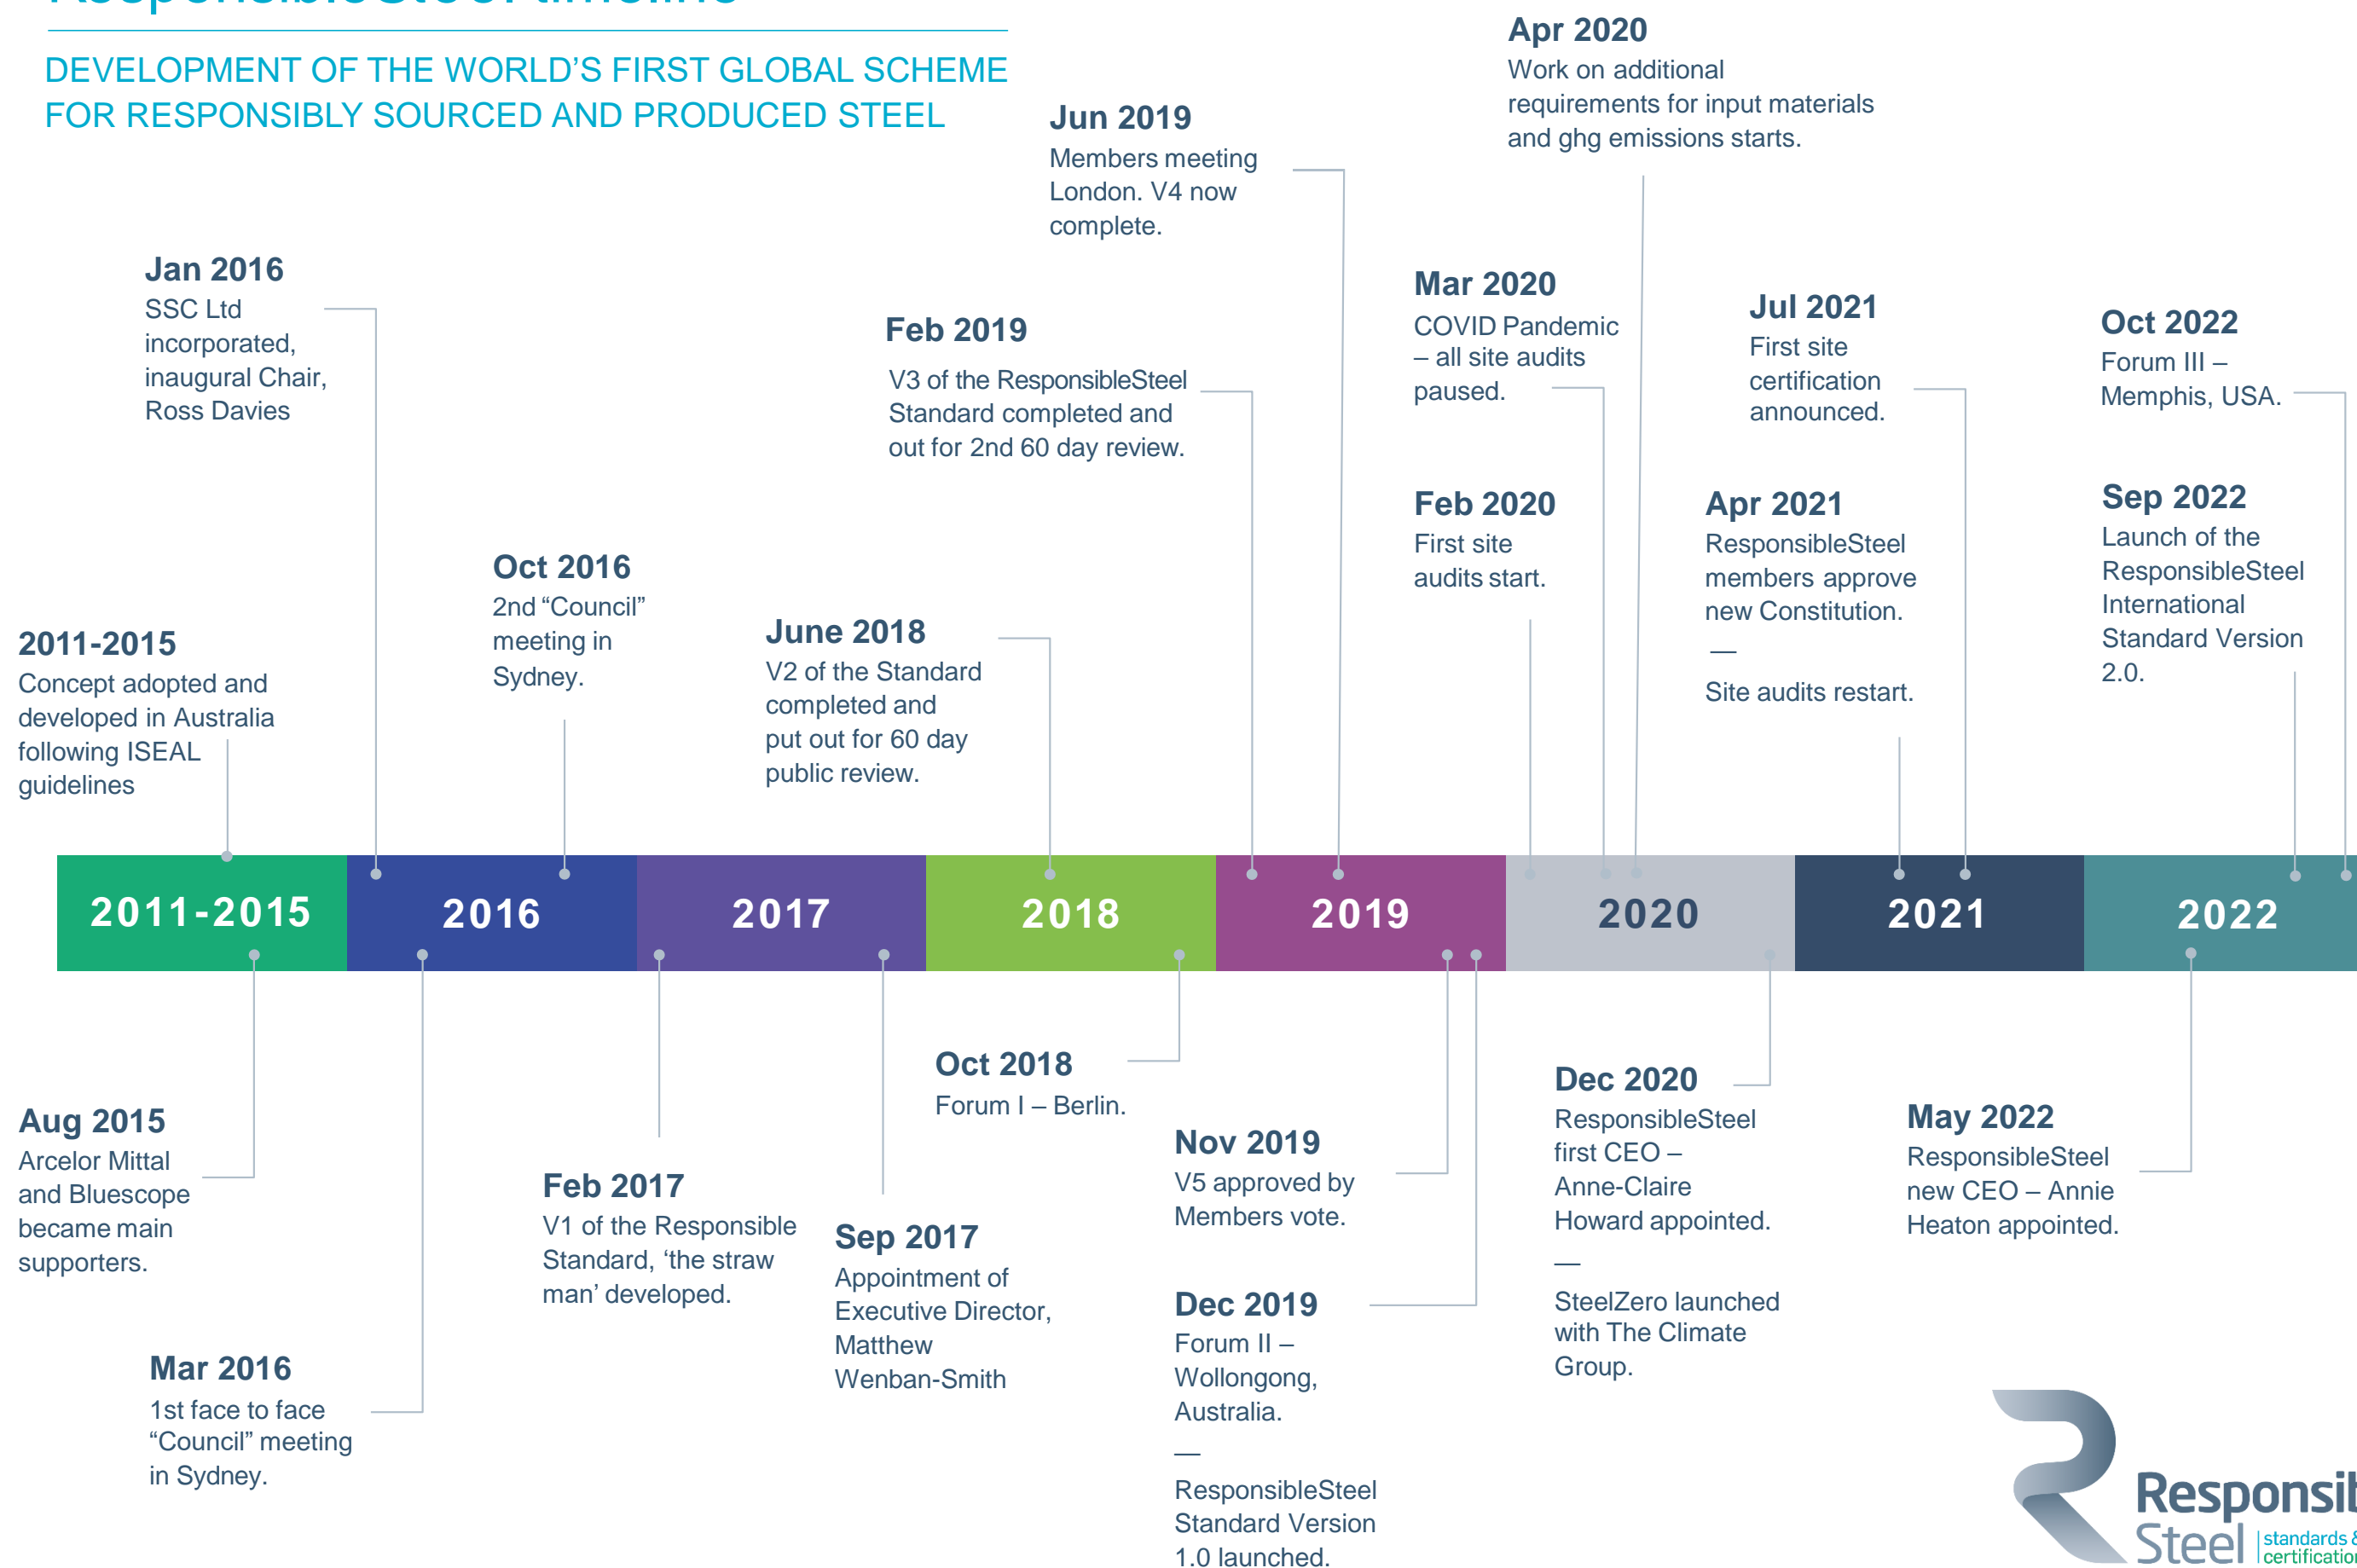 DEVELOPMENT OF THE WORLD’S FIRST GLOBAL SCHEME
FOR RESPONSIBLY SOURCED AND PRODUCED STEEL
Apr 2020
Work on additional
requirements for input materials
and ghg emissions starts.
Jun 2019
Members meeting
London. V4 now
complete.
Jan 2016
SSC Ltd
incorporated,
inaugural Chair,
Ross Davies
Feb 2019
V3 of the ResponsibleSteel
Standard completed and
out for 2nd 60 day review.
Mar 2020
COVID Pandemic
– all site audits
paused.
Jul 2021
First site
certification
announced.
Oct 2022
Forum III –
Memphis, USA.
Feb 2020
First site
audits start.
Apr 2021
ResponsibleSteel
members approve
new Constitution.
—
Site audits restart.
Sep 2022
Launch of the
ResponsibleSteel
International
Standard Version
2.0.
Oct 2016
2nd “Council”
meeting in
Sydney.
June 2018
V2 of the Standard
completed and
put out for 60 day
public review.
2011-2015
Concept adopted and
developed in Australia
following ISEAL
guidelines
2011-2015 2016 2017 2018 2019 2020 2021 2022
Aug 2015
Arcelor Mittal
and Bluescope
became main
supporters.
Mar 2016
1st face to face
“Council” meeting
in Sydney.
Feb 2017
V1 of the Responsible
Standard, ‘the straw
man’ developed.
Sep 2017
Appointment of
Executive Director,
Matthew
Wenban-Smith
Oct 2018
Forum I – Berlin.
Nov 2019
V5 approved by
Members vote.
Dec 2019
Forum II –
Wollongong,
Australia.
—
ResponsibleSteel
Standard Version
1.0 launched.
Dec 2020
ResponsibleSteel
first CEO –
Anne-Claire
Howard appointed.
—
SteelZero launched
with The Climate
Group.
May 2022
ResponsibleSteel
new CEO – Annie
Heaton appointed.
Steel
standards &